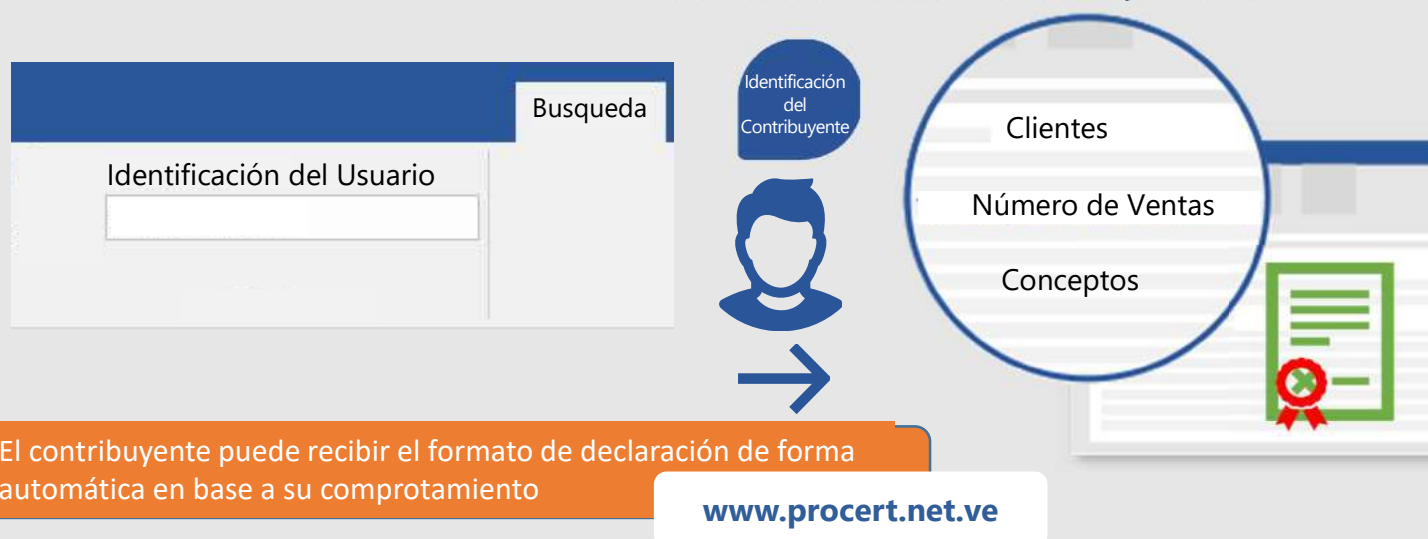 Busqueda
Identificación del Usuario
Identificación
del
Contribuyente
Clientes
Número de Ventas
Conceptos
El contribuyente puede recibir el formato de declaración de forma
automática en base a su comprotamiento
www.procert.net.ve